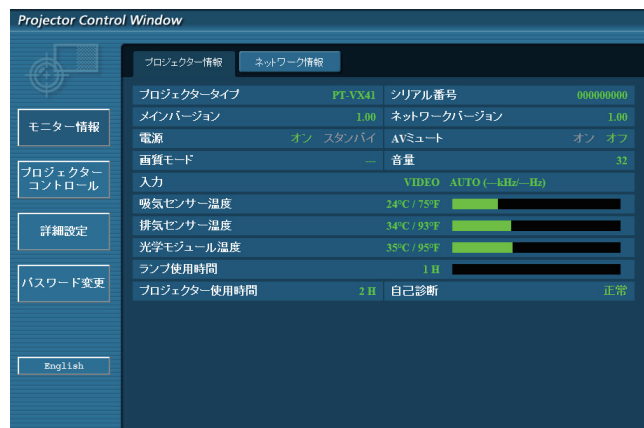 Projector Control Window
プロジェクター情報 ネットワーク情報
モニター情報
プロジェクター
コントロール
詳細設定
パスワード変更
English
プロジェクタータイプ PT-VX41 シリアル番号 000000000
メインバージョン 1.00 ネットワークバージョン 1.00
電源 オン スタンバイ AVミュート オン オフ
画質モード — 音量 32
入力 VIDEO AUTO (—kHz/—Hz)
吸気センサー温度 24°C / 75°F
排気センサー温度 34°C / 93°F
光学モジュール温度 35°C / 95°F
ランプ使用時間 1 H
プロジェクター使用時間 2 H 自己診断 正常